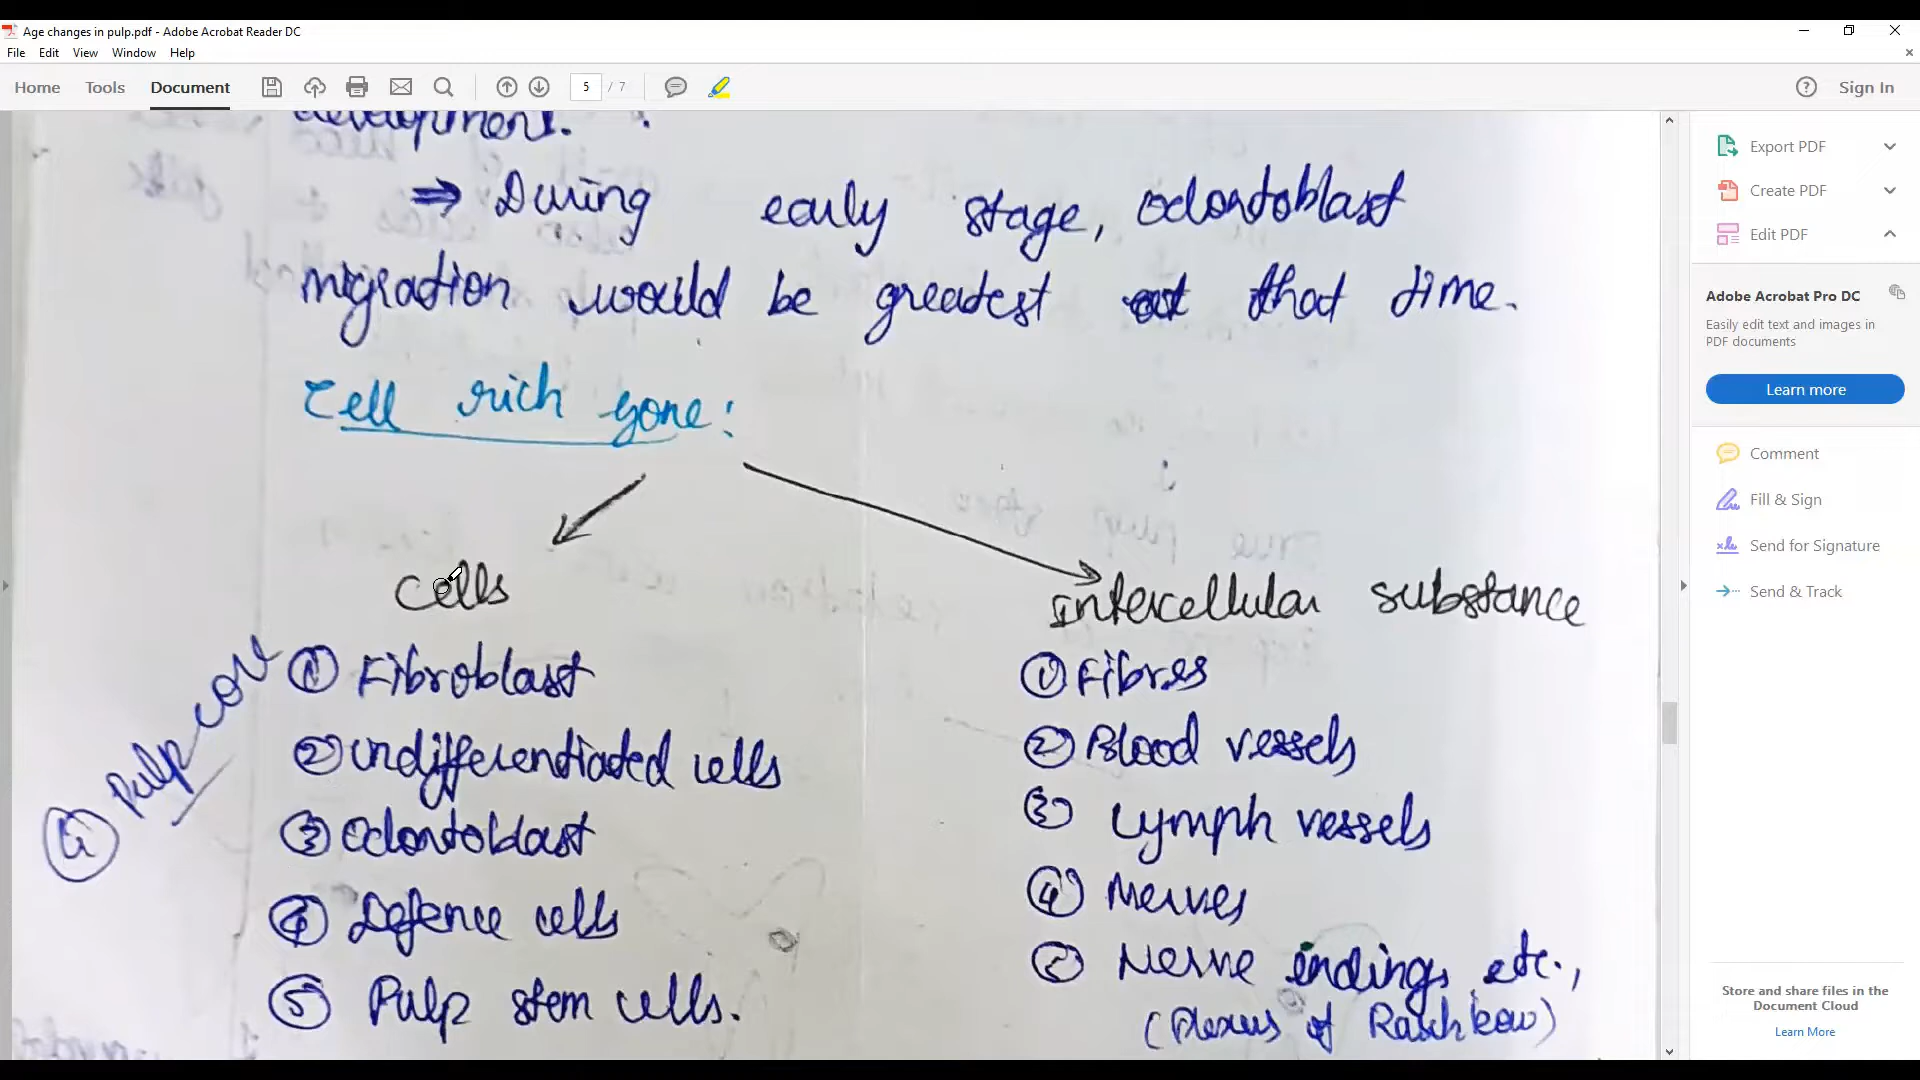 Age changes in pulp.pdf - Adobe Acrobat Reader DC
File Edit View Window Help
Home Tools Document 5 / 7 Sign In
development.
⇒ During early stage, odontoblast
migration would be greatest at that time.
Cell rich zone:
Cells
Intercellular substance
① Fibroblast
② Undifferentiated cells
③ Odontoblast
④ Defence cells
⑤ Pulp stem cells.
① Fibres
② Blood vessels
③ Lymph vessels
④ Nerves
⑤ Nerve endings etc.,
(Plexus of Raschkow)
④ Pulp core
Export PDF
Create PDF
Edit PDF
Adobe Acrobat Pro DC
Easily edit text and images in
PDF documents
Learn more
Comment
Fill & Sign
Send for Signature
Send & Track
Store and share files in the
Document Cloud
Learn More